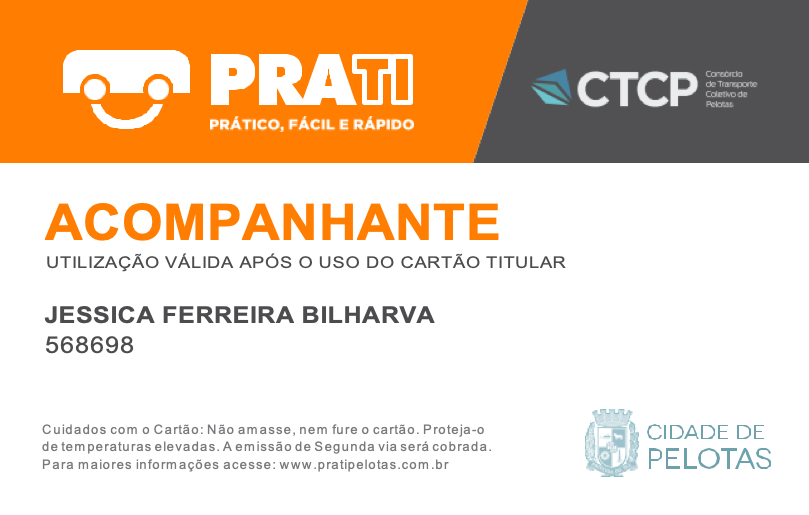 PRATI
PRÁTICO, FÁCIL E RÁPIDO
CTCP
Consórcio
de Transporte
Coletivo de
Pelotas
ACOMPANHANTE
UTILIZAÇÃO VÁLIDA APÓS O USO DO CARTÃO TITULAR
JESSICA FERREIRA BILHARVA
568698
Cuidados com o Cartão: Não amasse, nem fure o cartão. Proteja-o
de temperaturas elevadas. A emissão de Segunda via será cobrada.
Para maiores informações acesse: www.pratipelotas.com.br
CIDADE DE
PELOTAS